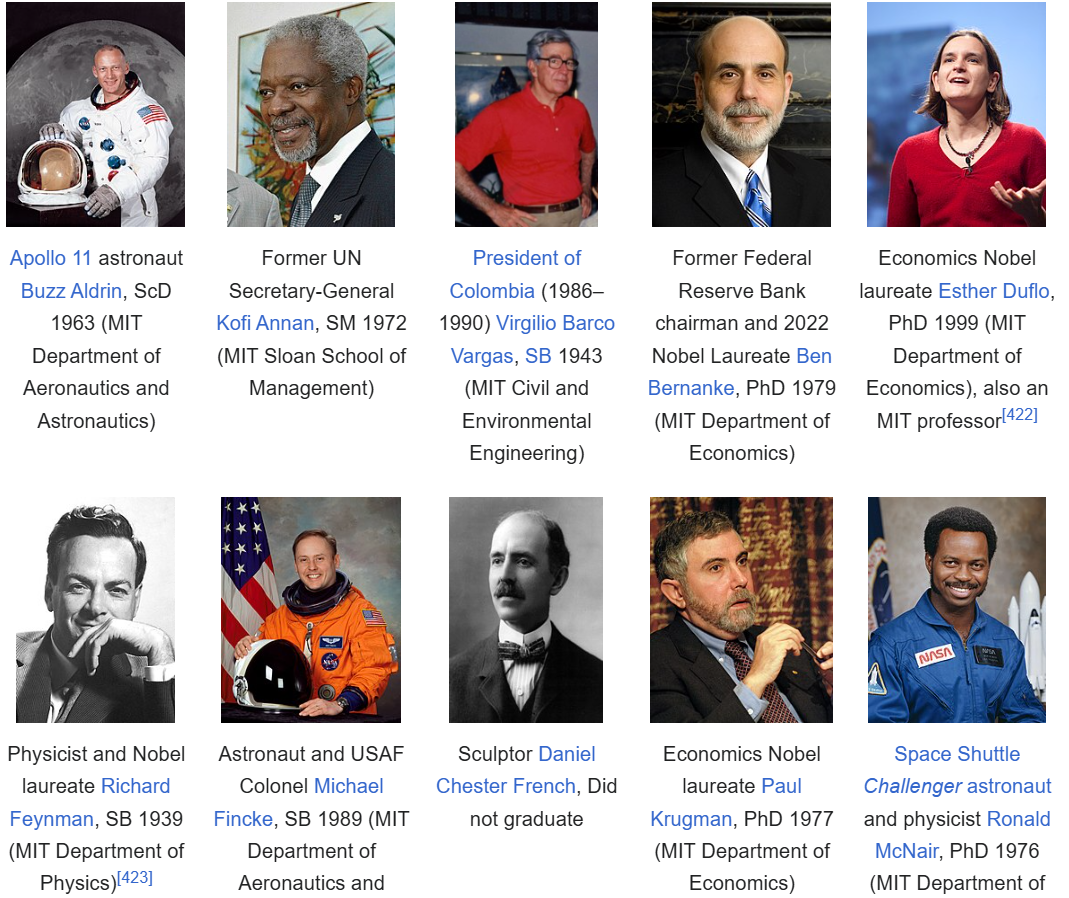 Apollo 11 astronaut
Buzz Aldrin, ScD
1963 (MIT
Department of
Aeronautics and
Astronautics)
Former UN
Secretary-General
Kofi Annan, SM 1972
(MIT Sloan School of
Management)
President of
Colombia (1986–
1990) Virgilio Barco
Vargas, SB 1943
(MIT Civil and
Environmental
Engineering)
Former Federal
Reserve Bank
chairman and 2022
Nobel Laureate Ben
Bernanke, PhD 1979
(MIT Department of
Economics)
Economics Nobel
laureate Esther Duflo,
PhD 1999 (MIT
Department of
Economics), also an
MIT professor[422]
Physicist and Nobel
laureate Richard
Feynman, SB 1939
(MIT Department of
Physics)[423]
Astronaut and USAF
Colonel Michael
Fincke, SB 1989 (MIT
Department of
Aeronautics and
Sculptor Daniel
Chester French, Did
not graduate
Economics Nobel
laureate Paul
Krugman, PhD 1977
(MIT Department of
Economics)
NASA
Space Shuttle
Challenger astronaut
and physicist Ronald
McNair, PhD 1976
(MIT Department of